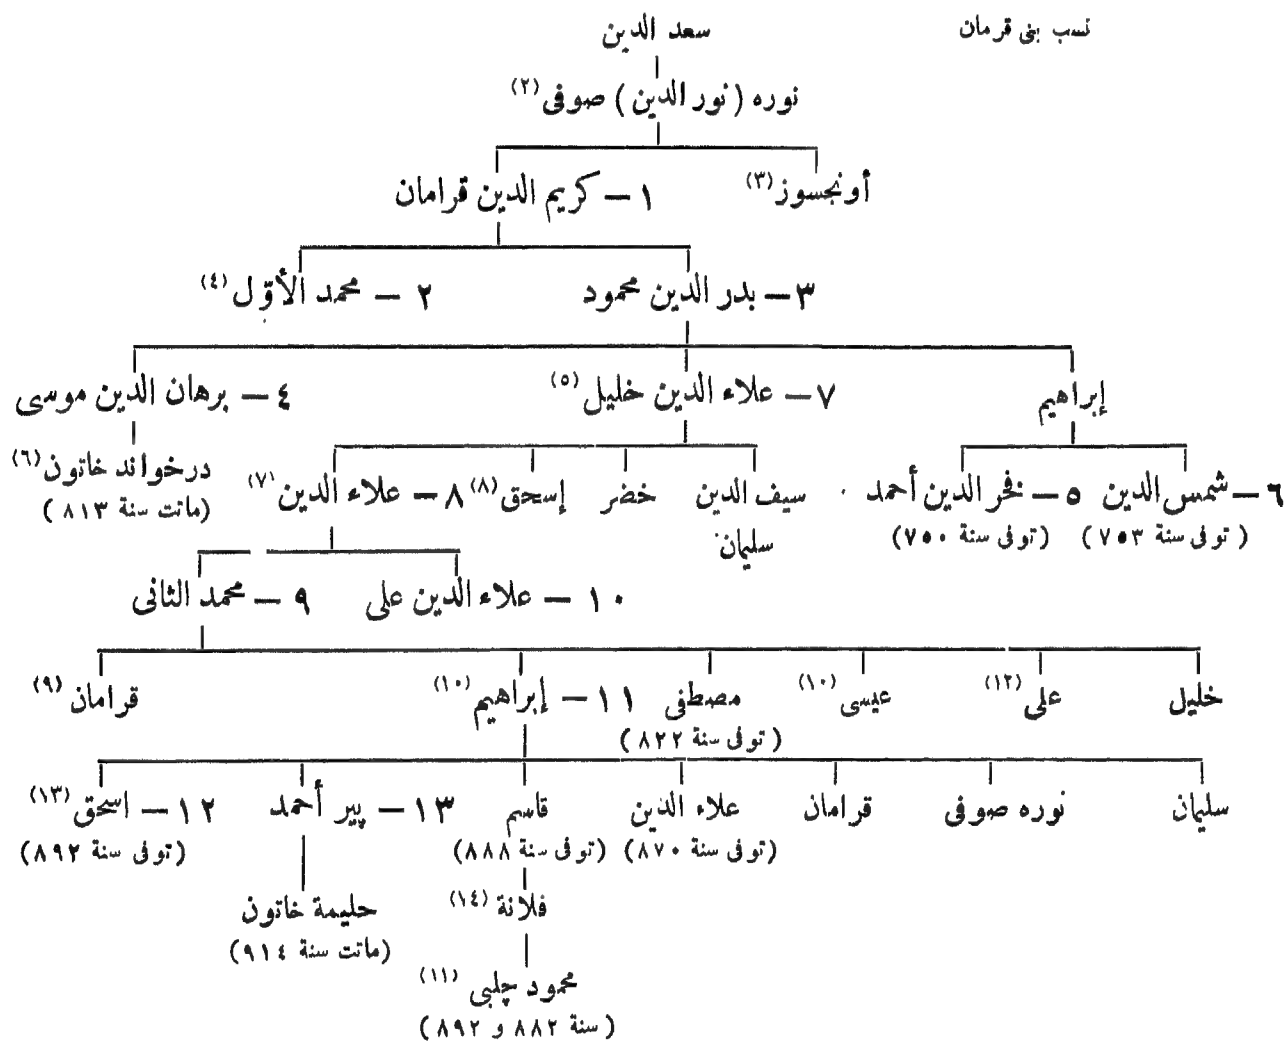 نسب بنى قرمان
سعد الدين
نوره (نور الدين) صوفى (٢)
أونجسوز (٣)
١ – كريم الدين قرامان
٣ – بدر الدين محمود
٢ – محمد الأوّل (٤)
إبراهيم
٧ – علاء الدين خليل (٥)
٤ – برهان الدين موسى
درخواند خاتون (٦)
(ماتت سنة ٨١٣)
٦ – شمس الدين
(توفى سنة ٧٥٣)
٥ – فخر الدين أحمد
(توفى سنة ٧٥٠)
سيف الدين
سليمان
خضر
إسحق (٨)
٨ – علاء الدين (٧)
١٠ – علاء الدين على
٩ – محمد الثانى
خليل
على (١٢)
عيسى (١٠)
مصطفى
(توفى سنة ٨٢٢)
١١ – إبراهيم (١٠)
قرامان (٩)
سليمان
نوره صوفى
قرامان
علاء الدين
(توفى سنة ٨٧٠)
قاسم
(توفى سنة ٨٨٨)
١٣ – پير أحمد
١٢ – اسحق (١٣)
(توفى سنة ٨٩٢)
فلانة (١٤)
حليمة خاتون
(ماتت سنة ٩١٤)
محمود چلبى (١١)
(سنة ٨٨٢ و ٨٩٢)